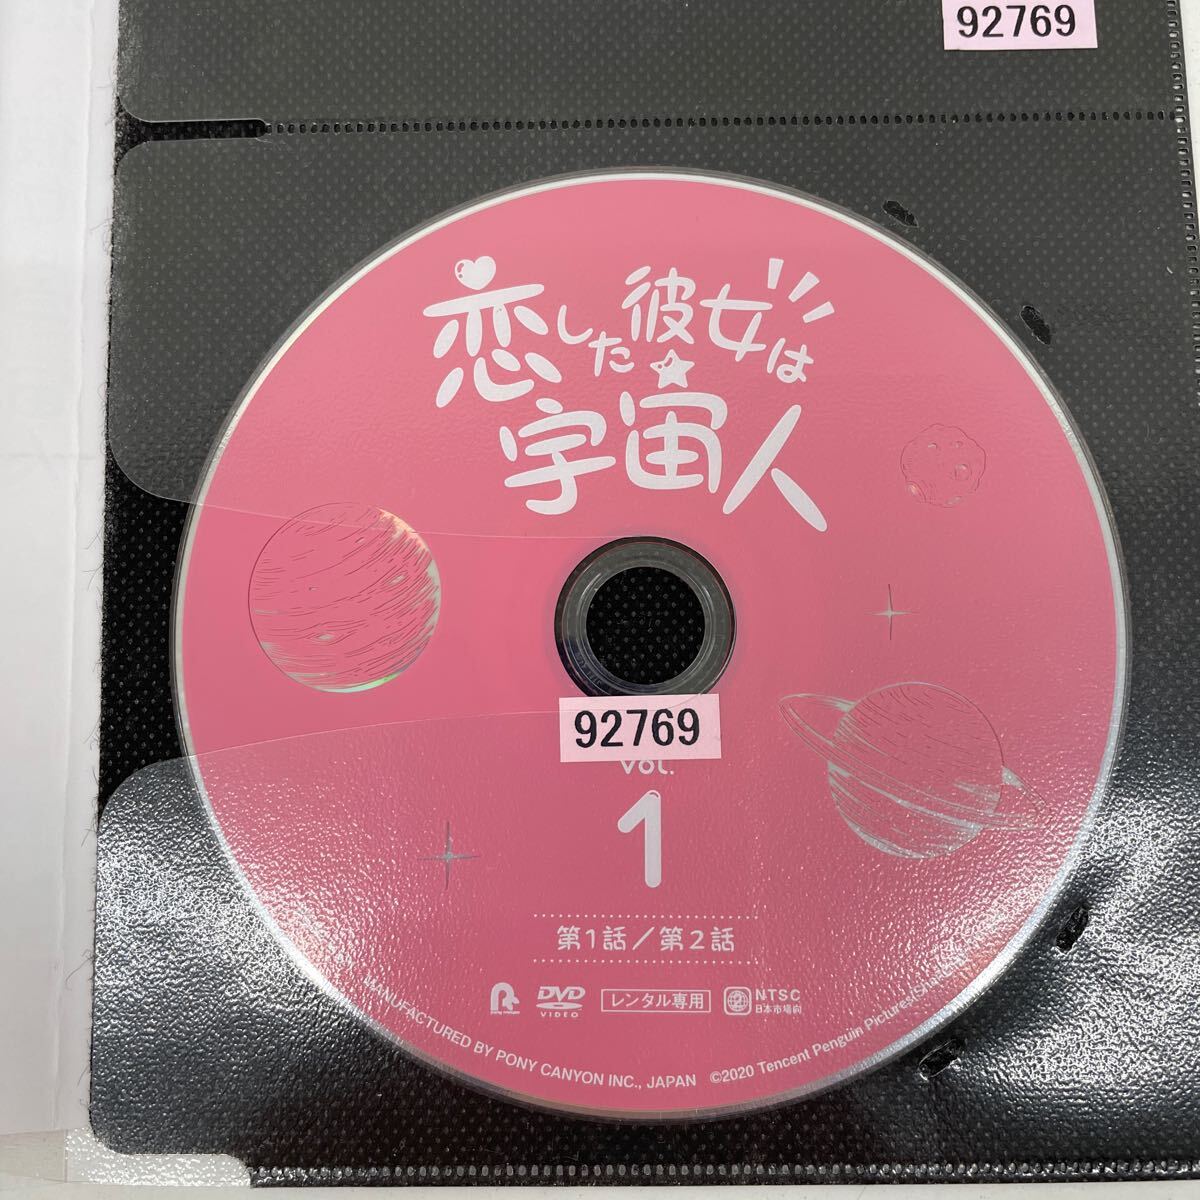 92769
恋した彼女は
宇宙人
92769
Vol.
1
第1話／第2話
DVD
VIDEO
レンタル専用
2
NTSC
日本市場向
MANUFACTURED BY PONY CANYON INC., JAPAN ©2020 Tencent Penguin Pictures/Sha